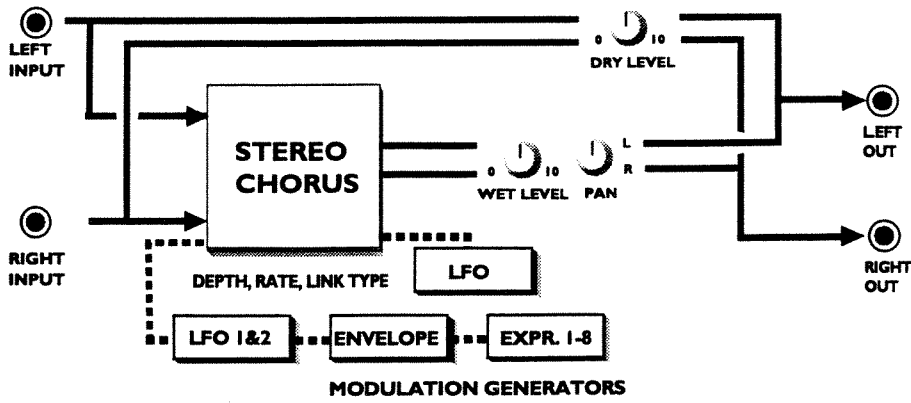 LEFT
INPUT
0 10
DRY LEVEL
STEREO
CHORUS
L
0 10
R
WET LEVEL PAN
LEFT
OUT
RIGHT
INPUT
DEPTH, RATE, LINK TYPE
LFO
RIGHT
OUT
LFO 1&2
ENVELOPE
EXPR. 1-8
MODULATION GENERATORS